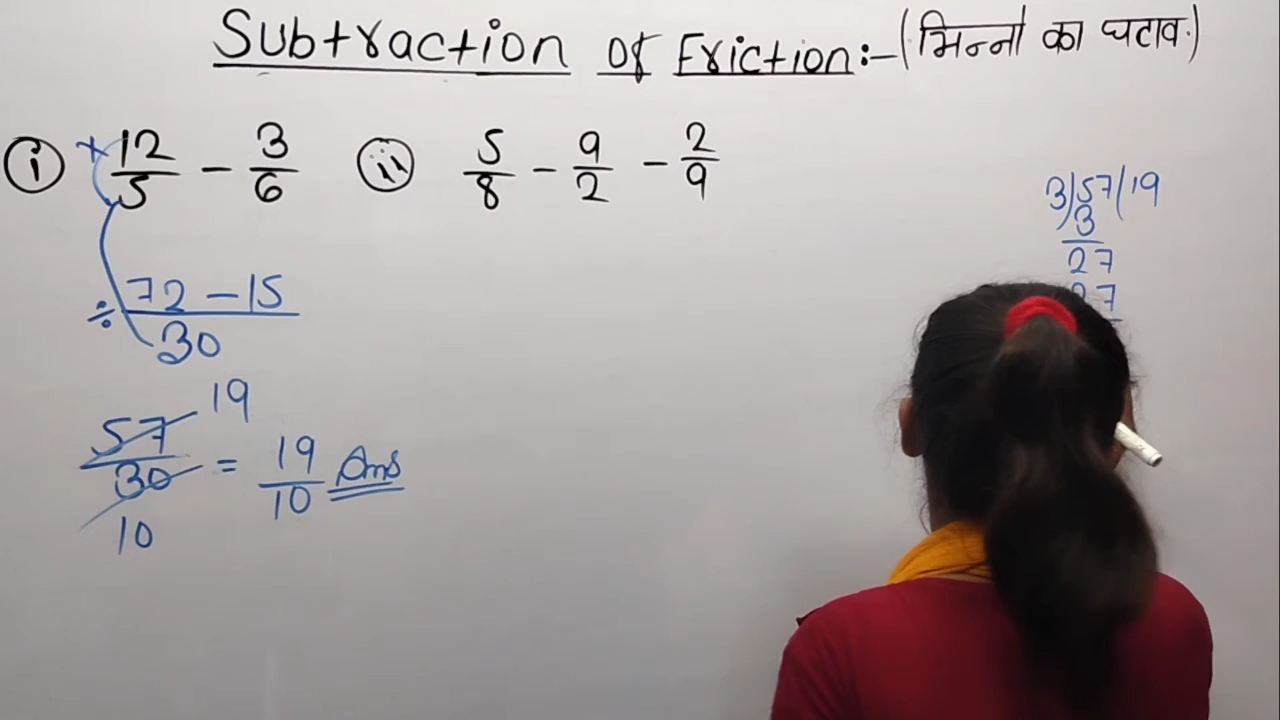 Subtraction of Friction:- (भिन्नों का घटाव.)
i 12/5 - 3/6 ii 5/8 - 9/2 - 2/9
×
÷ 72 - 15 / 30
57/30 19 10 = 19/10 Ans
3)57(19
3
27
27